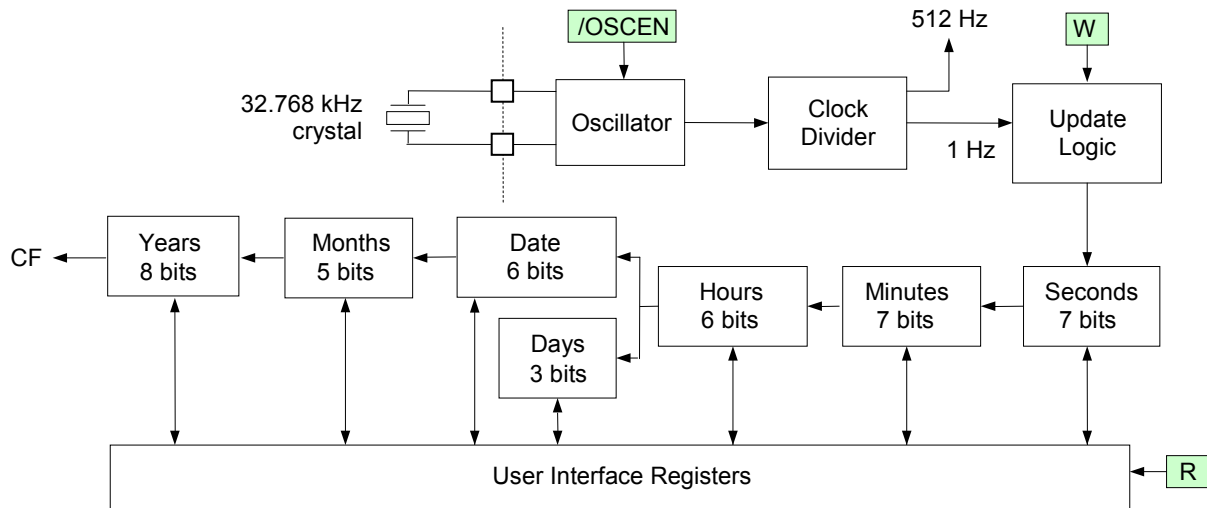 /OSCEN
512 Hz
W
32.768 kHz
crystal
Oscillator
Clock
Divider
1 Hz
Update
Logic
CF
Years
8 bits
Months
5 bits
Date
6 bits
Days
3 bits
Hours
6 bits
Minutes
7 bits
Seconds
7 bits
User Interface Registers
R